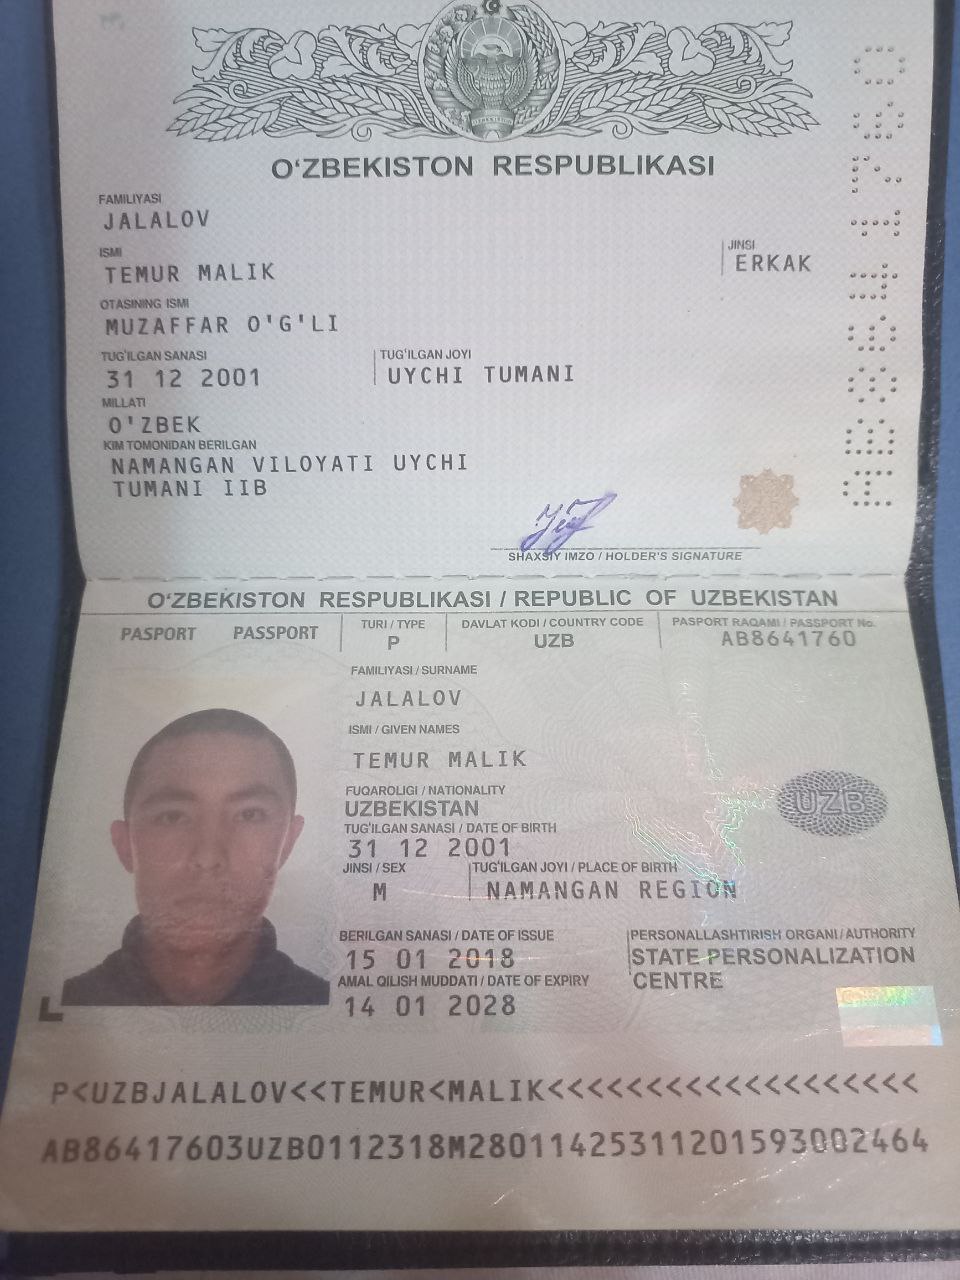 O‘ZBEKISTON RESPUBLIKASI
FAMILIYASI
JALALOV
ISMI
TEMUR MALIK
JINSI
ERKAK
OTASINING ISMI
MUZAFFAR O'G'LI
TUG‘ILGAN SANASI
31 12 2001
TUG‘ILGAN JOYI
UYCHI TUMANI
MILLATI
O'ZBEK
KIM TOMONIDAN BERILGAN
NAMANGAN VILOYATI UYCHI
TUMANI IIB
SHAXSIY IMZO / HOLDER'S SIGNATURE
AB8641760
O‘ZBEKISTON RESPUBLIKASI / REPUBLIC OF UZBEKISTAN
PASPORT PASSPORT
TURI / TYPE
P
DAVLAT KODI / COUNTRY CODE
UZB
PASPORT RAQAMI / PASSPORT No.
AB8641760
FAMILIYASI / SURNAME
JALALOV
ISMI / GIVEN NAMES
TEMUR MALIK
FUQAROLIGI / NATIONALITY
UZBEKISTAN
UZB
TUG‘ILGAN SANASI / DATE OF BIRTH
31 12 2001
JINSI / SEX
M
TUG‘ILGAN JOYI / PLACE OF BIRTH
NAMANGAN REGION
BERILGAN SANASI / DATE OF ISSUE
15 01 2018
PERSONALLASHTIRISH ORGANI / AUTHORITY
STATE PERSONALIZATION
CENTRE
AMAL QILISH MUDDATI / DATE OF EXPIRY
14 01 2028
P<UZBJALALOV<<TEMUR<MALIK<<<<<<<<<<<<<<<<<<<
AB86417603UZB0112318M28011425311201593002464